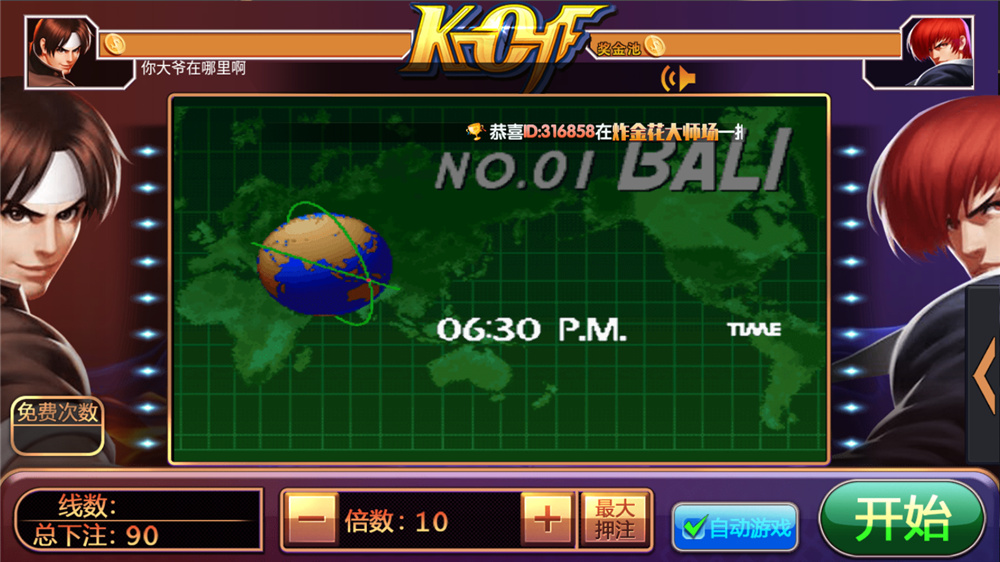 KOF
奖金池
你大爷在哪里啊
恭喜ID:316858在炸金花大师场一
NO.01 BALI
06:30 P.M.
TIME
免费次数
线数:
总下注: 90
倍数: 10
最大
押注
自动游戏
开始